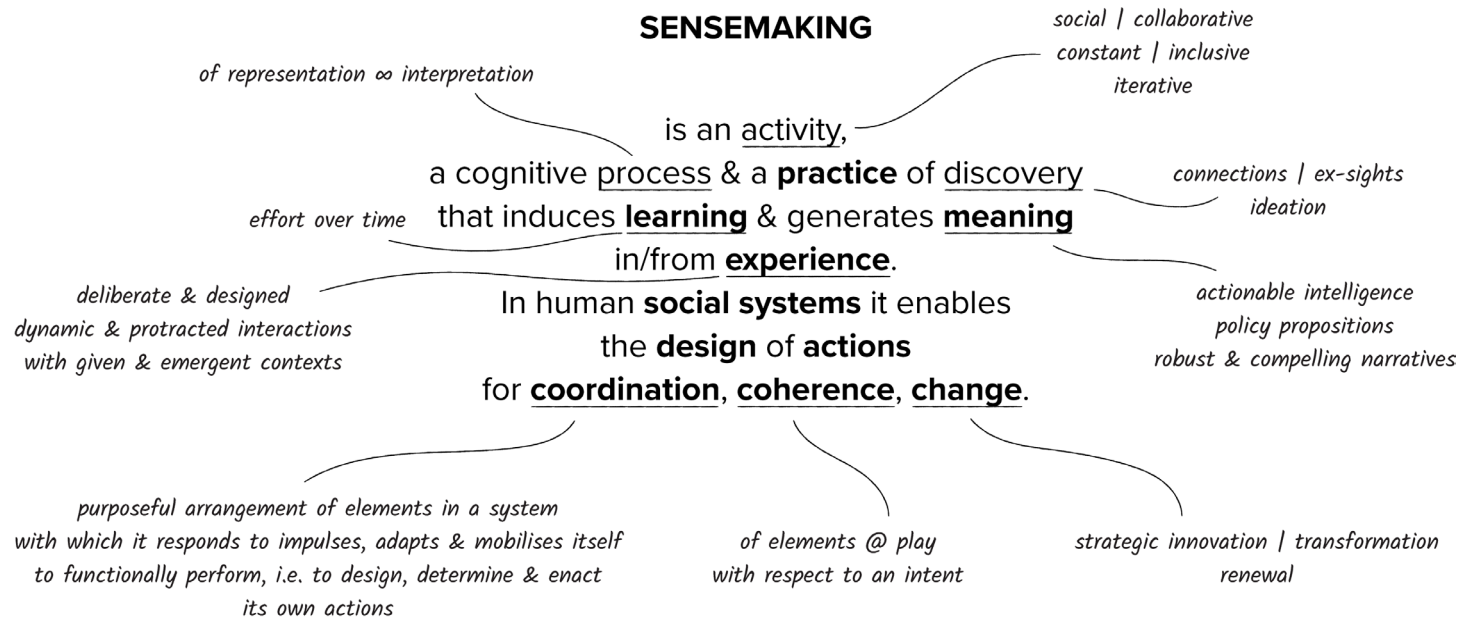 SENSEMAKING
social | collaborative
constant | inclusive
iterative
of representation ∞ interpretation
is an activity,
a cognitive process & a practice of discovery
connections | ex-sights
ideation
effort over time
that induces learning & generates meaning
in/from experience.
deliberate & designed
dynamic & protracted interactions
with given & emergent contexts
actionable intelligence
policy propositions
robust & compelling narratives
In human social systems it enables
the design of actions
for coordination, coherence, change.
purposeful arrangement of elements in a system
with which it responds to impulses, adapts & mobilises itself
to functionally perform, i.e. to design, determine & enact
its own actions
of elements @ play
with respect to an intent
strategic innovation | transformation
renewal